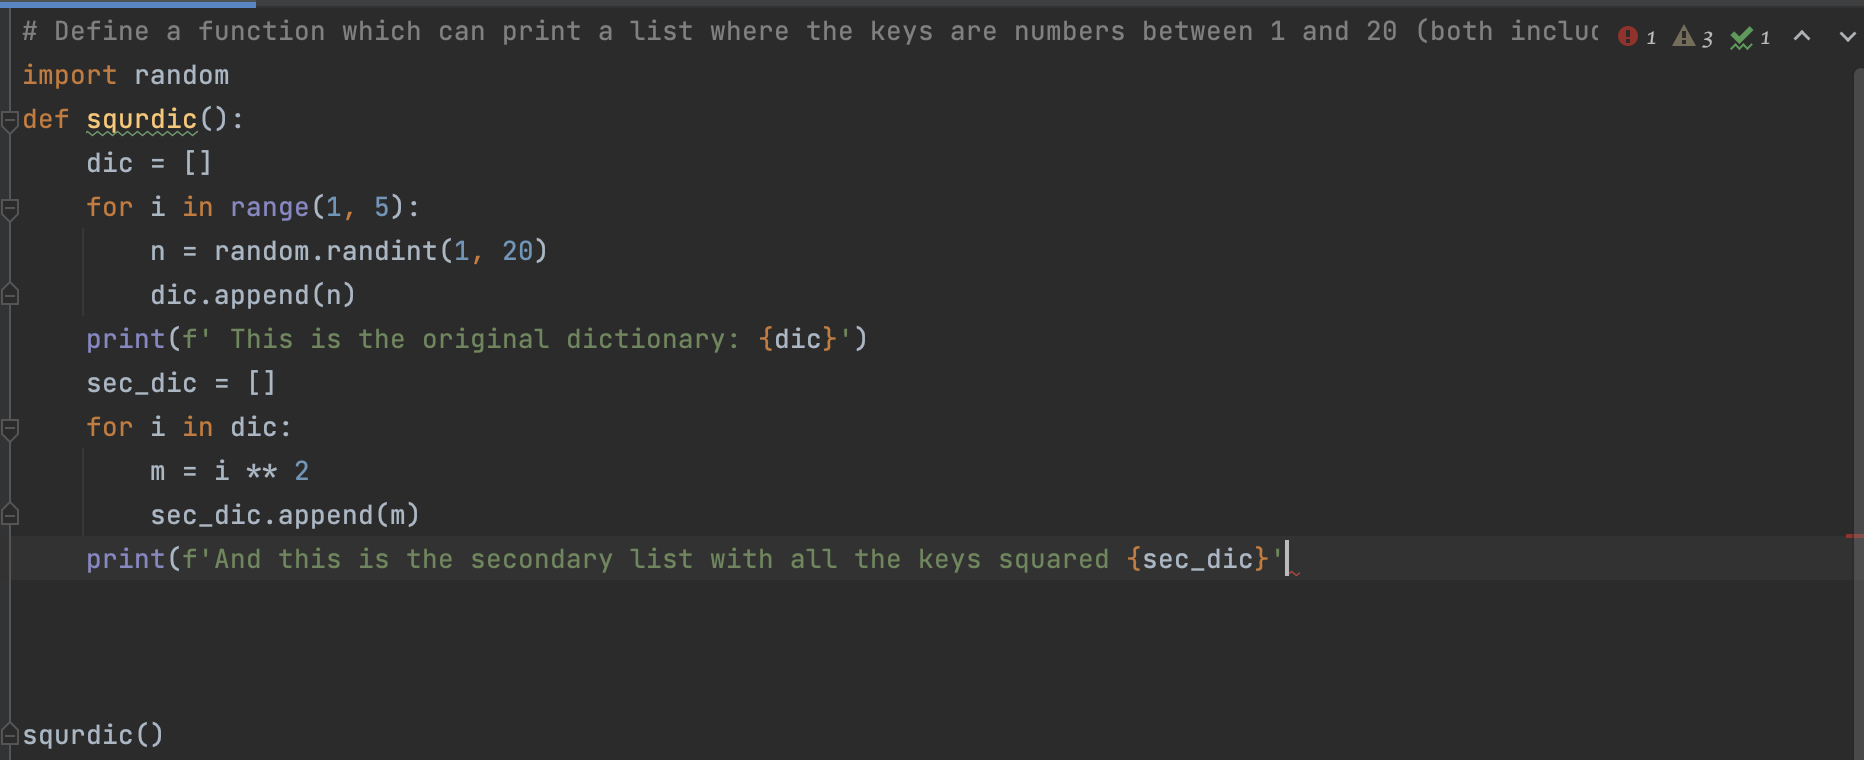 # Define a function which can print a list where the keys are numbers between 1 and 20 (both
1 3 1
import random
def squrdic():
    dic = []
    for i in range(1, 5):
        n = random.randint(1, 20)
        dic.append(n)
    print(f' This is the original dictionary: {dic}')
    sec_dic = []
    for i in dic:
        m = i ** 2
        sec_dic.append(m)
    print(f'And this is the secondary list with all the keys squared {sec_dic}'
squrdic()